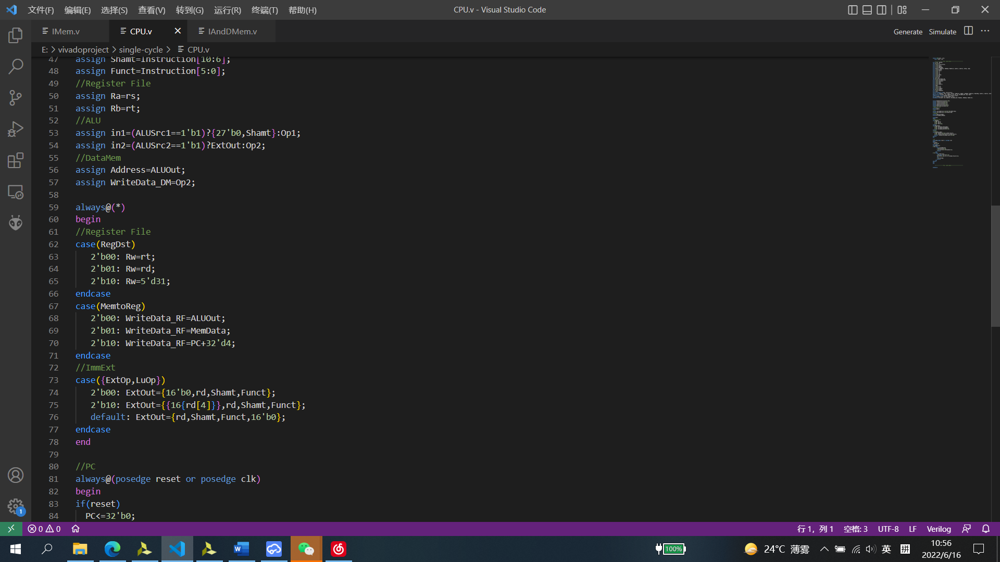 文件(F) 编辑(E) 选择(S) 查看(V) 转到(G) 运行(R) 终端(T) 帮助(H) CPU.v - Visual Studio Code
IMem.v CPU.v IAndDMem.v Generate Simulate
E: > vivadoproject > single-cycle > CPU.v
47 assign Shamt=Instruction[10:6];
48 assign Funct=Instruction[5:0];
49 //Register File
50 assign Ra=rs;
51 assign Rb=rt;
52 //ALU
53 assign in1=(ALUSrc1==1'b1)?{27'b0,Shamt}:Op1;
54 assign in2=(ALUSrc2==1'b1)?ExtOut:Op2;
55 //DataMem
56 assign Address=ALUOut;
57 assign WriteData_DM=Op2;
58
59 always@(*)
60 begin
61 //Register File
62 case(RegDst)
63 2'b00: Rw=rt;
64 2'b01: Rw=rd;
65 2'b10: Rw=5'd31;
66 endcase
67 case(MemtoReg)
68 2'b00: WriteData_RF=ALUOut;
69 2'b01: WriteData_RF=MemData;
70 2'b10: WriteData_RF=PC+32'd4;
71 endcase
72 //ImmExt
73 case({ExtOp,LuOp})
74 2'b00: ExtOut={16'b0,rd,Shamt,Funct};
75 2'b10: ExtOut={{16{rd[4]}},rd,Shamt,Funct};
76 default: ExtOut={rd,Shamt,Funct,16'b0};
77 endcase
78 end
79
80 //PC
81 always@(posedge reset or posedge clk)
82 begin
83 if(reset)
84 PC<=32'b0;
1
0 0 行 1，列 1 空格: 3 UTF-8 LF Verilog
100% 24°C 薄雾 英 拼 10:56
2022/6/16